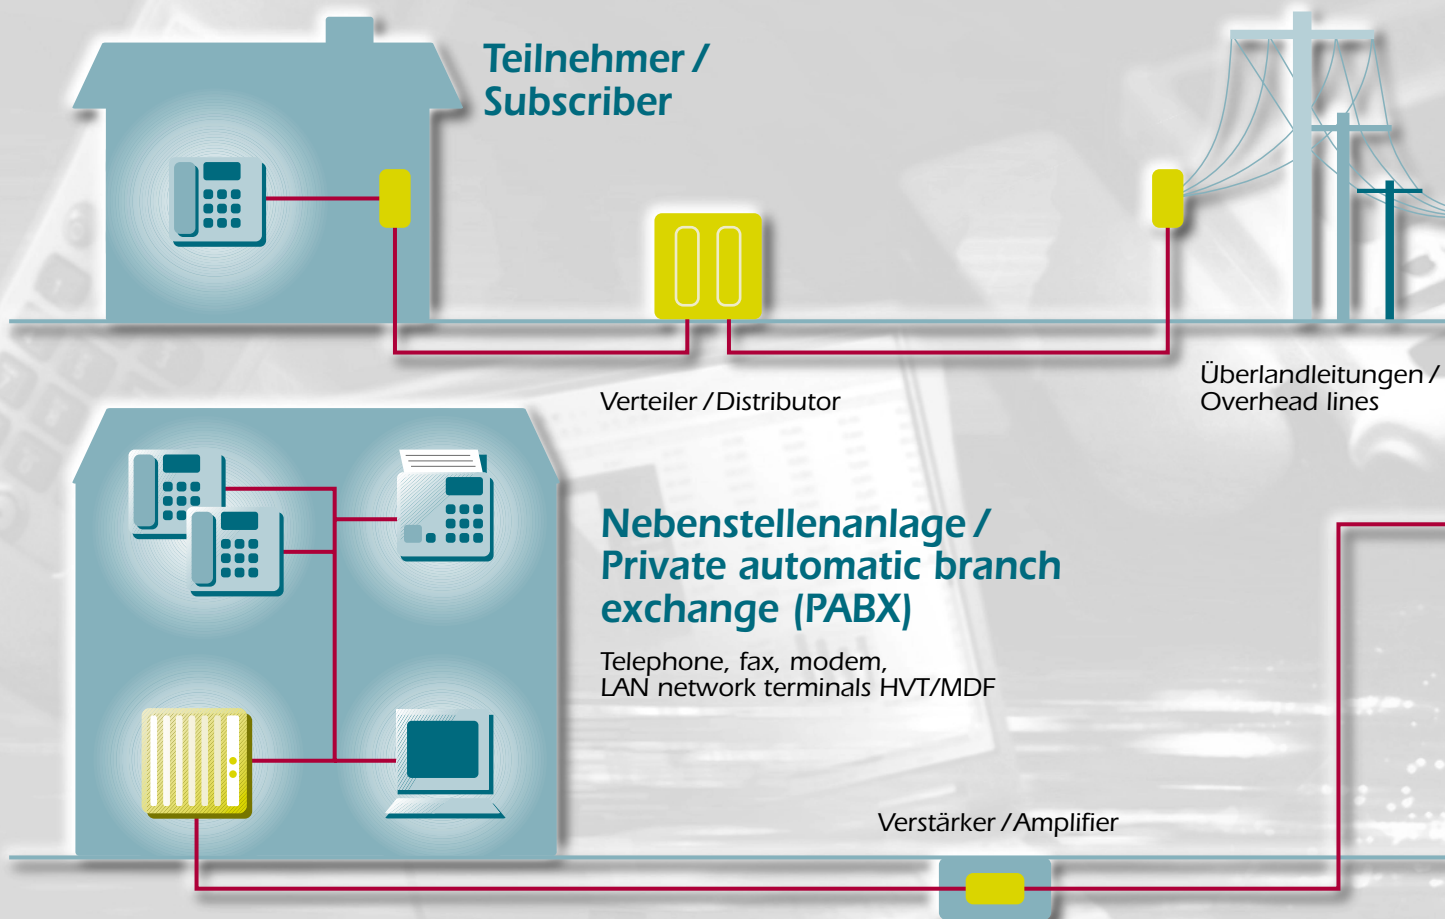 Teilnehmer /
Subscriber
Verteiler / Distributor
Überlandleitungen /
Overhead lines
Nebenstellenanlage /
Private automatic branch
exchange (PABX)
Telephone, fax, modem,
LAN network terminals HVT/MDF
Verstärker / Amplifier